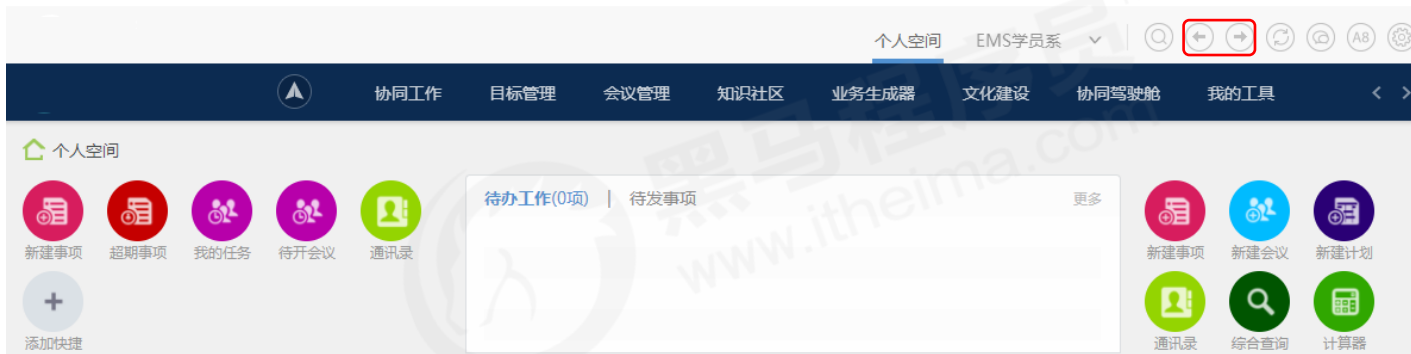 个人空间 EMS学员系 A8
协同工作 目标管理 会议管理 知识社区 业务生成器 文化建设 协同驾驶舱 我的工具
个人空间
待办工作(0项) | 待发事项 更多
新建事项 超期事项 我的任务 待开会议 通讯录
新建事项 新建会议 新建计划
添加快捷
通讯录 综合查询 计算器
黑马程序员
www.itheima.com